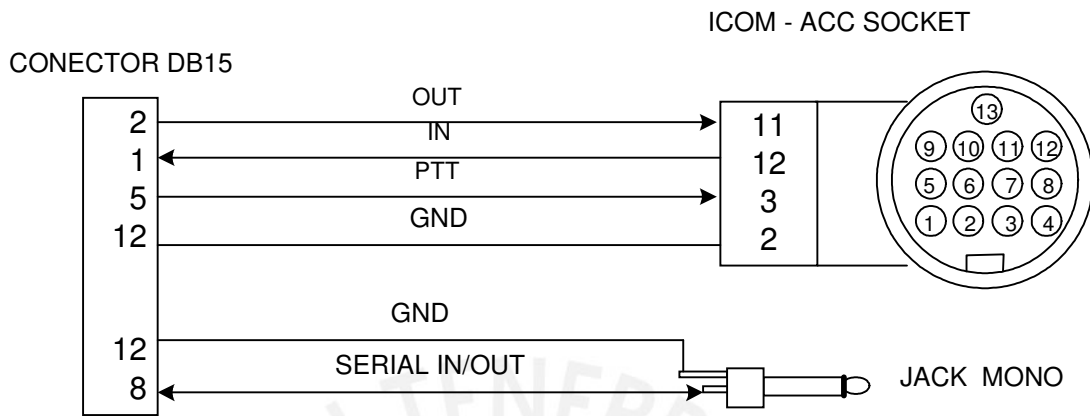 ICOM - ACC SOCKET
CONECTOR DB15
OUT
2 11
IN
1 12
PTT
5 3
GND
12 2
13
9 10 11 12
5 6 7 8
1 2 3 4
GND
12
SERIAL IN/OUT
8
JACK MONO
TENEB